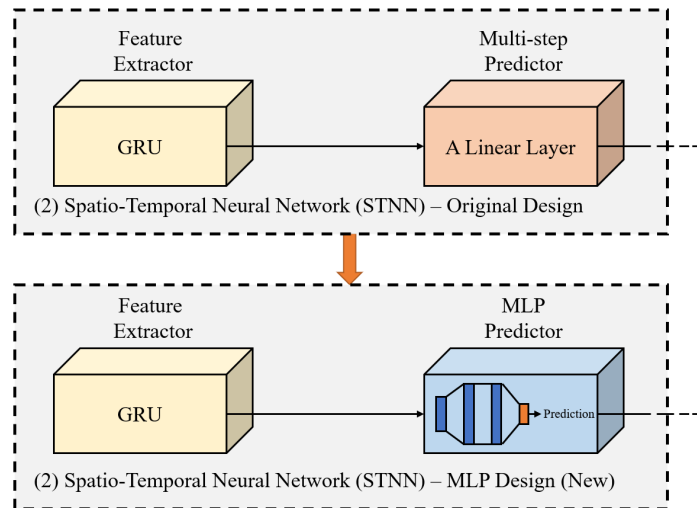 Feature
Extractor
Multi-step
Predictor
GRU
A Linear Layer
(2) Spatio-Temporal Neural Network (STNN) – Original Design
Feature
Extractor
MLP
Predictor
GRU
Prediction
(2) Spatio-Temporal Neural Network (STNN) – MLP Design (New)